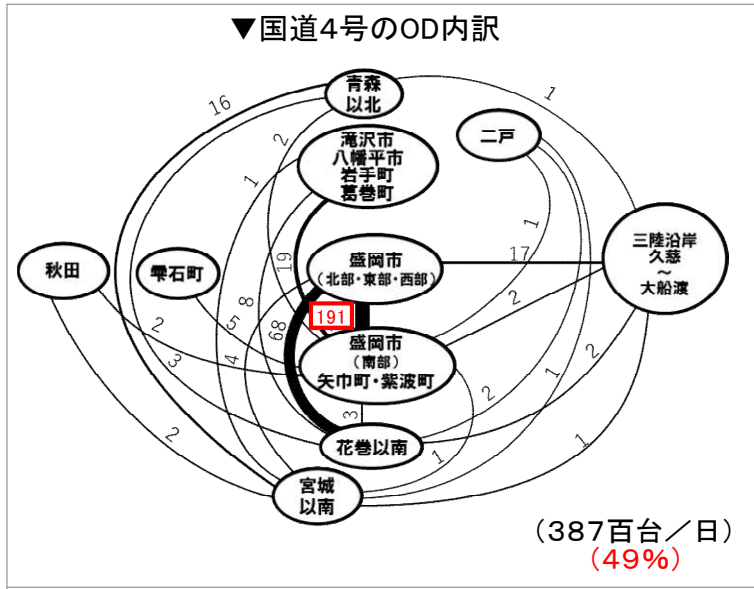 ▼国道4号のOD内訳
青森
以北
16
1
二戸
2
滝沢市
八幡平市
岩手町
葛巻町
1
1
三陸沿岸
久慈
～
大船渡
秋田
雫石町
19
盛岡市
（北部・東部・西部）
17
2
8
5
68
191
2
3
4
盛岡市
（南部）
矢巾町・紫波町
2
1
2
3
花巻以南
2
1
1
宮城
以南
（387百台／日）
（49%）